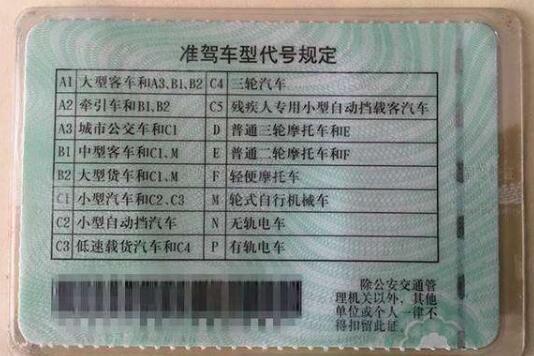 准驾车型代号规定
A1 大型客车和A3、B1、B2 C4 三轮汽车
A2 牵引车和B1、B2 C5 残疾人专用小型自动挡载客汽车
A3 城市公交车和C1 D 普通三轮摩托车和E
B1 中型客车和C1、M E 普通二轮摩托车和F
B2 大型货车和C1、M F 轻便摩托车
C1 小型汽车和C2、C3 M 轮式自行机械车
C2 小型自动挡汽车 N 无轨电车
C3 低速载货汽车和C4 P 有轨电车
除公安交通管
理机关以外，其他
单位或个人一律不
得扣留此证。